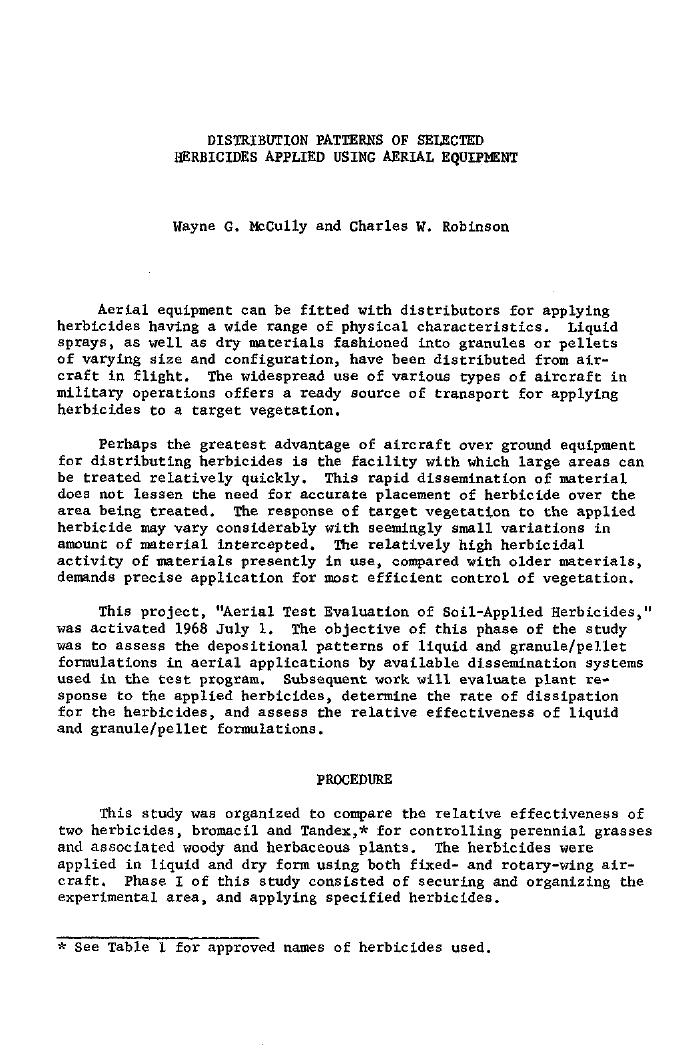 DISTRIBUTION PATTERNS OF SELECTED
HERBICIDES APPLIED USING AERIAL EQUIPMENT
Wayne G. McCully and Charles W. Robinson
Aerial equipment can be fitted with distributors for applying
herbicides having a wide range of physical characteristics. Liquid
sprays, as well as dry materials fashioned into granules or pellets
of varying size and configuration, have been distributed from air-
craft in flight. The widespread use of various types of aircraft in
military operations offers a ready source of transport for applying
herbicides to a target vegetation.
Perhaps the greatest advantage of aircraft over ground equipment
for distributing herbicides is the facility with which large areas can
be treated relatively quickly. This rapid dissemination of material
does not lessen the need for accurate placement of herbicide over the
area being treated. The response of target vegetation to the applied
herbicide may vary considerably with seemingly small variations in
amount of material intercepted. The relatively high herbicidal
activity of materials presently in use, compared with older materials,
demands precise application for most efficient control of vegetation.
This project, "Aerial Test Evaluation of Soil-Applied Herbicides,"
was activated 1968 July 1. The objective of this phase of the study
was to assess the depositional patterns of liquid and granule/pellet
formulations in aerial applications by available dissemination systems
used in the test program. Subsequent work will evaluate plant re-
sponse to the applied herbicides, determine the rate of dissipation
for the herbicides, and assess the relative effectiveness of liquid
and granule/pellet formulations.
PROCEDURE
This study was organized to compare the relative effectiveness of
two herbicides, bromacil and Tandex,* for controlling perennial grasses
and associated woody and herbaceous plants. The herbicides were
applied in liquid and dry form using both fixed- and rotary-wing air-
craft. Phase I of this study consisted of securing and organizing the
experimental area, and applying specified herbicides.
* See Table 1 for approved names of herbicides used.